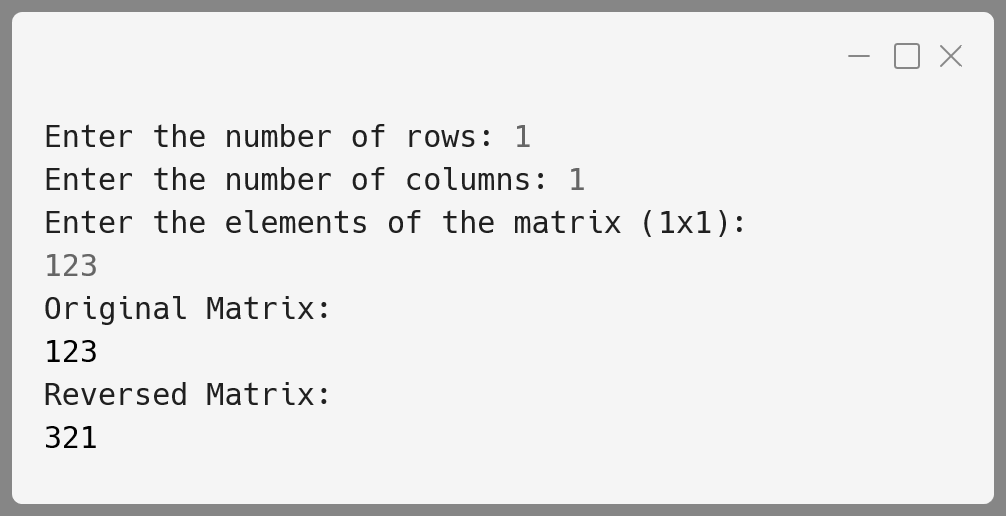 Enter the number of rows: 1
Enter the number of columns: 1
Enter the elements of the matrix (1x1):
123
Original Matrix:
123
Reversed Matrix:
321